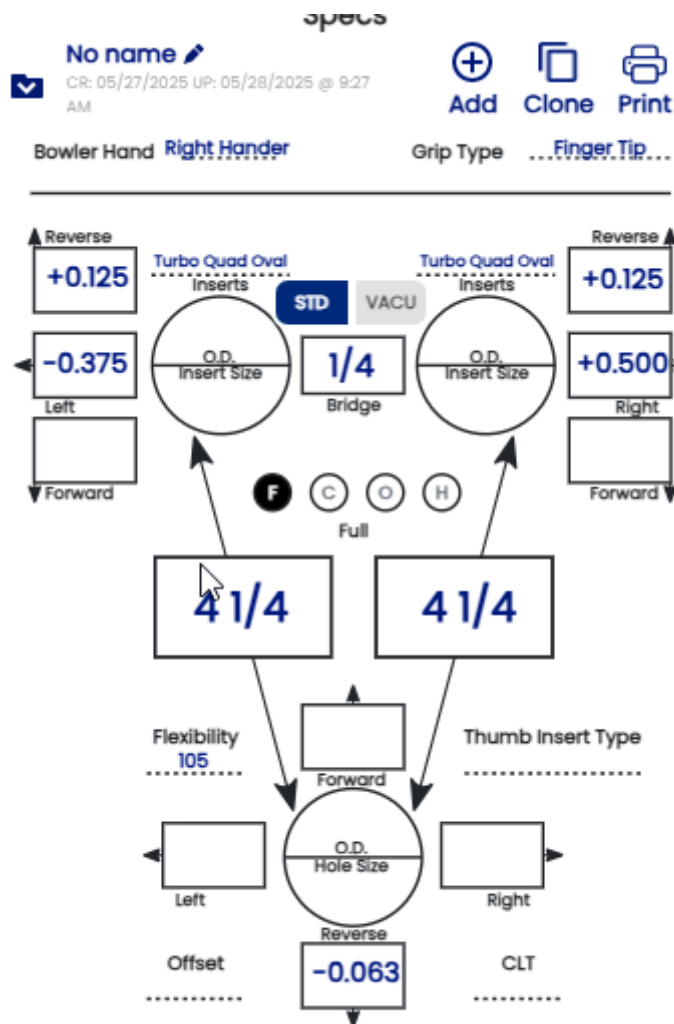 Specs
No name
CR: 05/27/2025 UP: 05/28/2025 @ 9:27
AM
Add Clone Print
Bowler Hand Right Hander Grip Type Finger Tip
Reverse Reverse
+0.125 Turbo Quad Oval Turbo Quad Oval +0.125
Inserts Inserts
STD VACU
-0.375 O.D. 1/4 O.D. +0.500
Insert Size Insert Size
Left Bridge Right
Forward F C O H Forward
Full
4 1/4 4 1/4
Flexibility Thumb Insert Type
105
Forward
O.D.
Hole Size
Left Right
Reverse
Offset -0.063 CLT